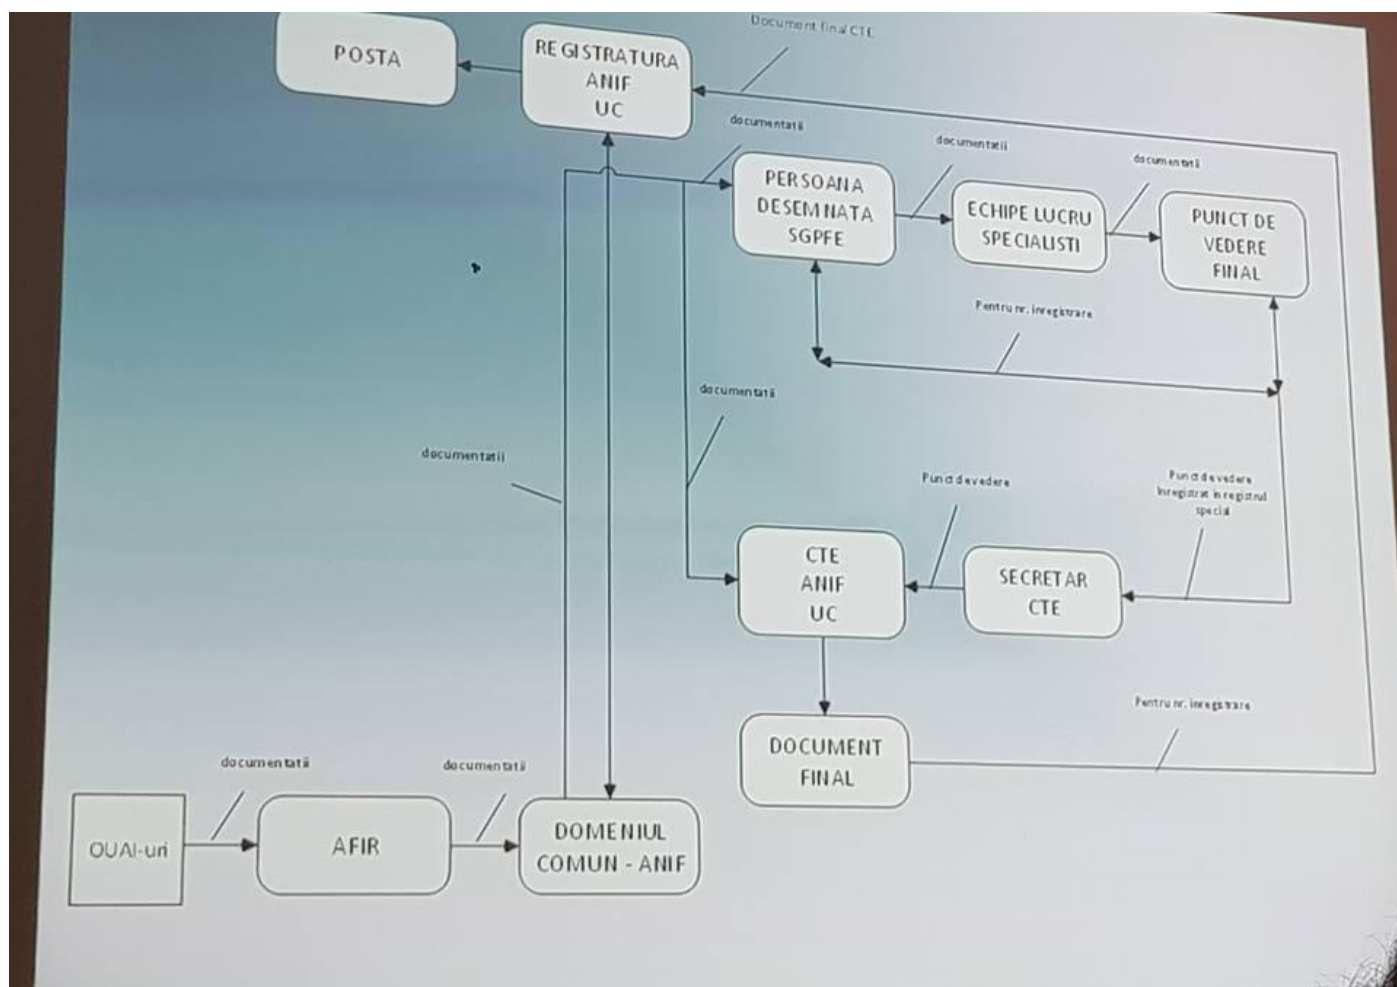 Document final CTE
POSTA
REGISTRATURA
ANIF
UC
documentatii
documentatii
documentatii
PERSOANA
DESEMNATA
SGPFE
ECHIPE LUCRU
SPECIALISTI
PUNCT DE
VEDERE
FINAL
Pentru nr. inregistrare
documentatii
documentatii
Punct de vedere
Punct de vedere
Inregistrat in registrul
special
CTE
ANIF
UC
SECRETAR
CTE
Pentru nr. inregistrare
DOCUMENT
FINAL
documentatii
documentatii
OUAI-uri
AFIR
DOMENIUL
COMUN - ANIF